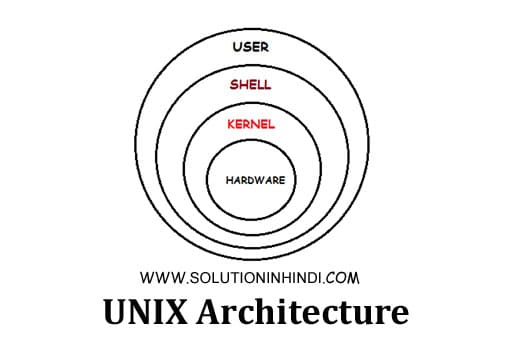 USER
SHELL
KERNEL
HARDWARE
WWW.SOLUTIONINHINDI.COM
UNIX Architecture